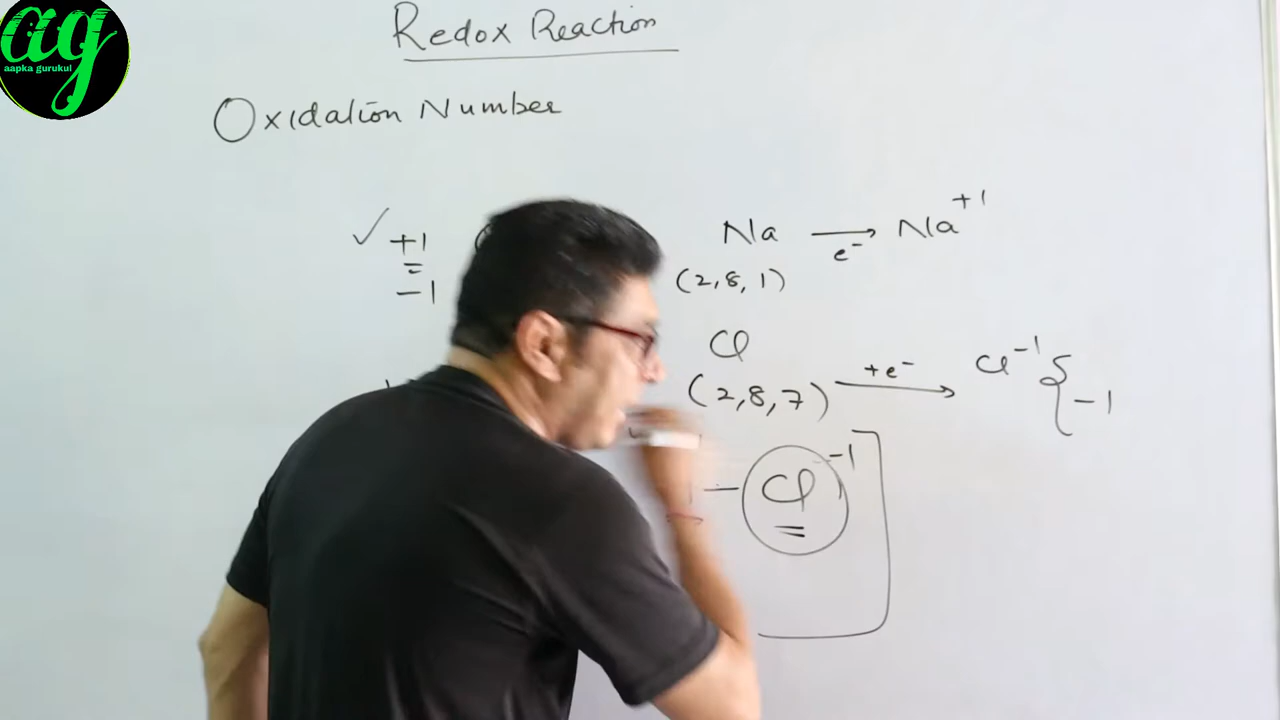 ag
aapka gurukul
Redox Reaction
Oxidation Number
✓ +1
=
−1
Na → Na⁺¹
e⁻
(2,8,1)
Cl
(2,8,7) → Cl⁻¹ { −1
+e⁻
− Cl⁻¹
=